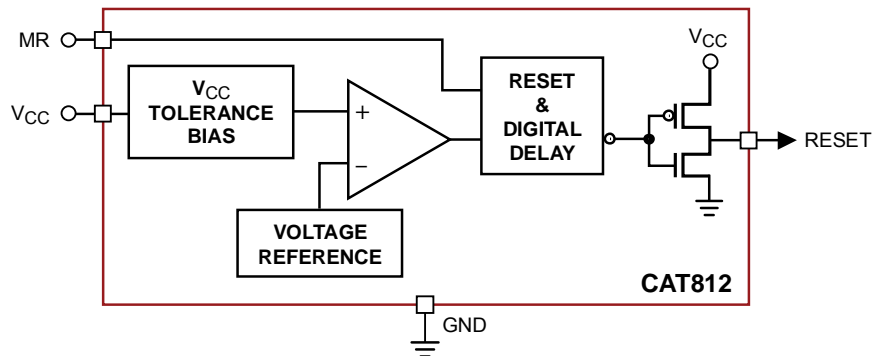 MR
VCC
TOLERANCE
BIAS
VCC
+
−
VOLTAGE
REFERENCE
RESET
&
DIGITAL
DELAY
VCC
RESET
CAT812
GND